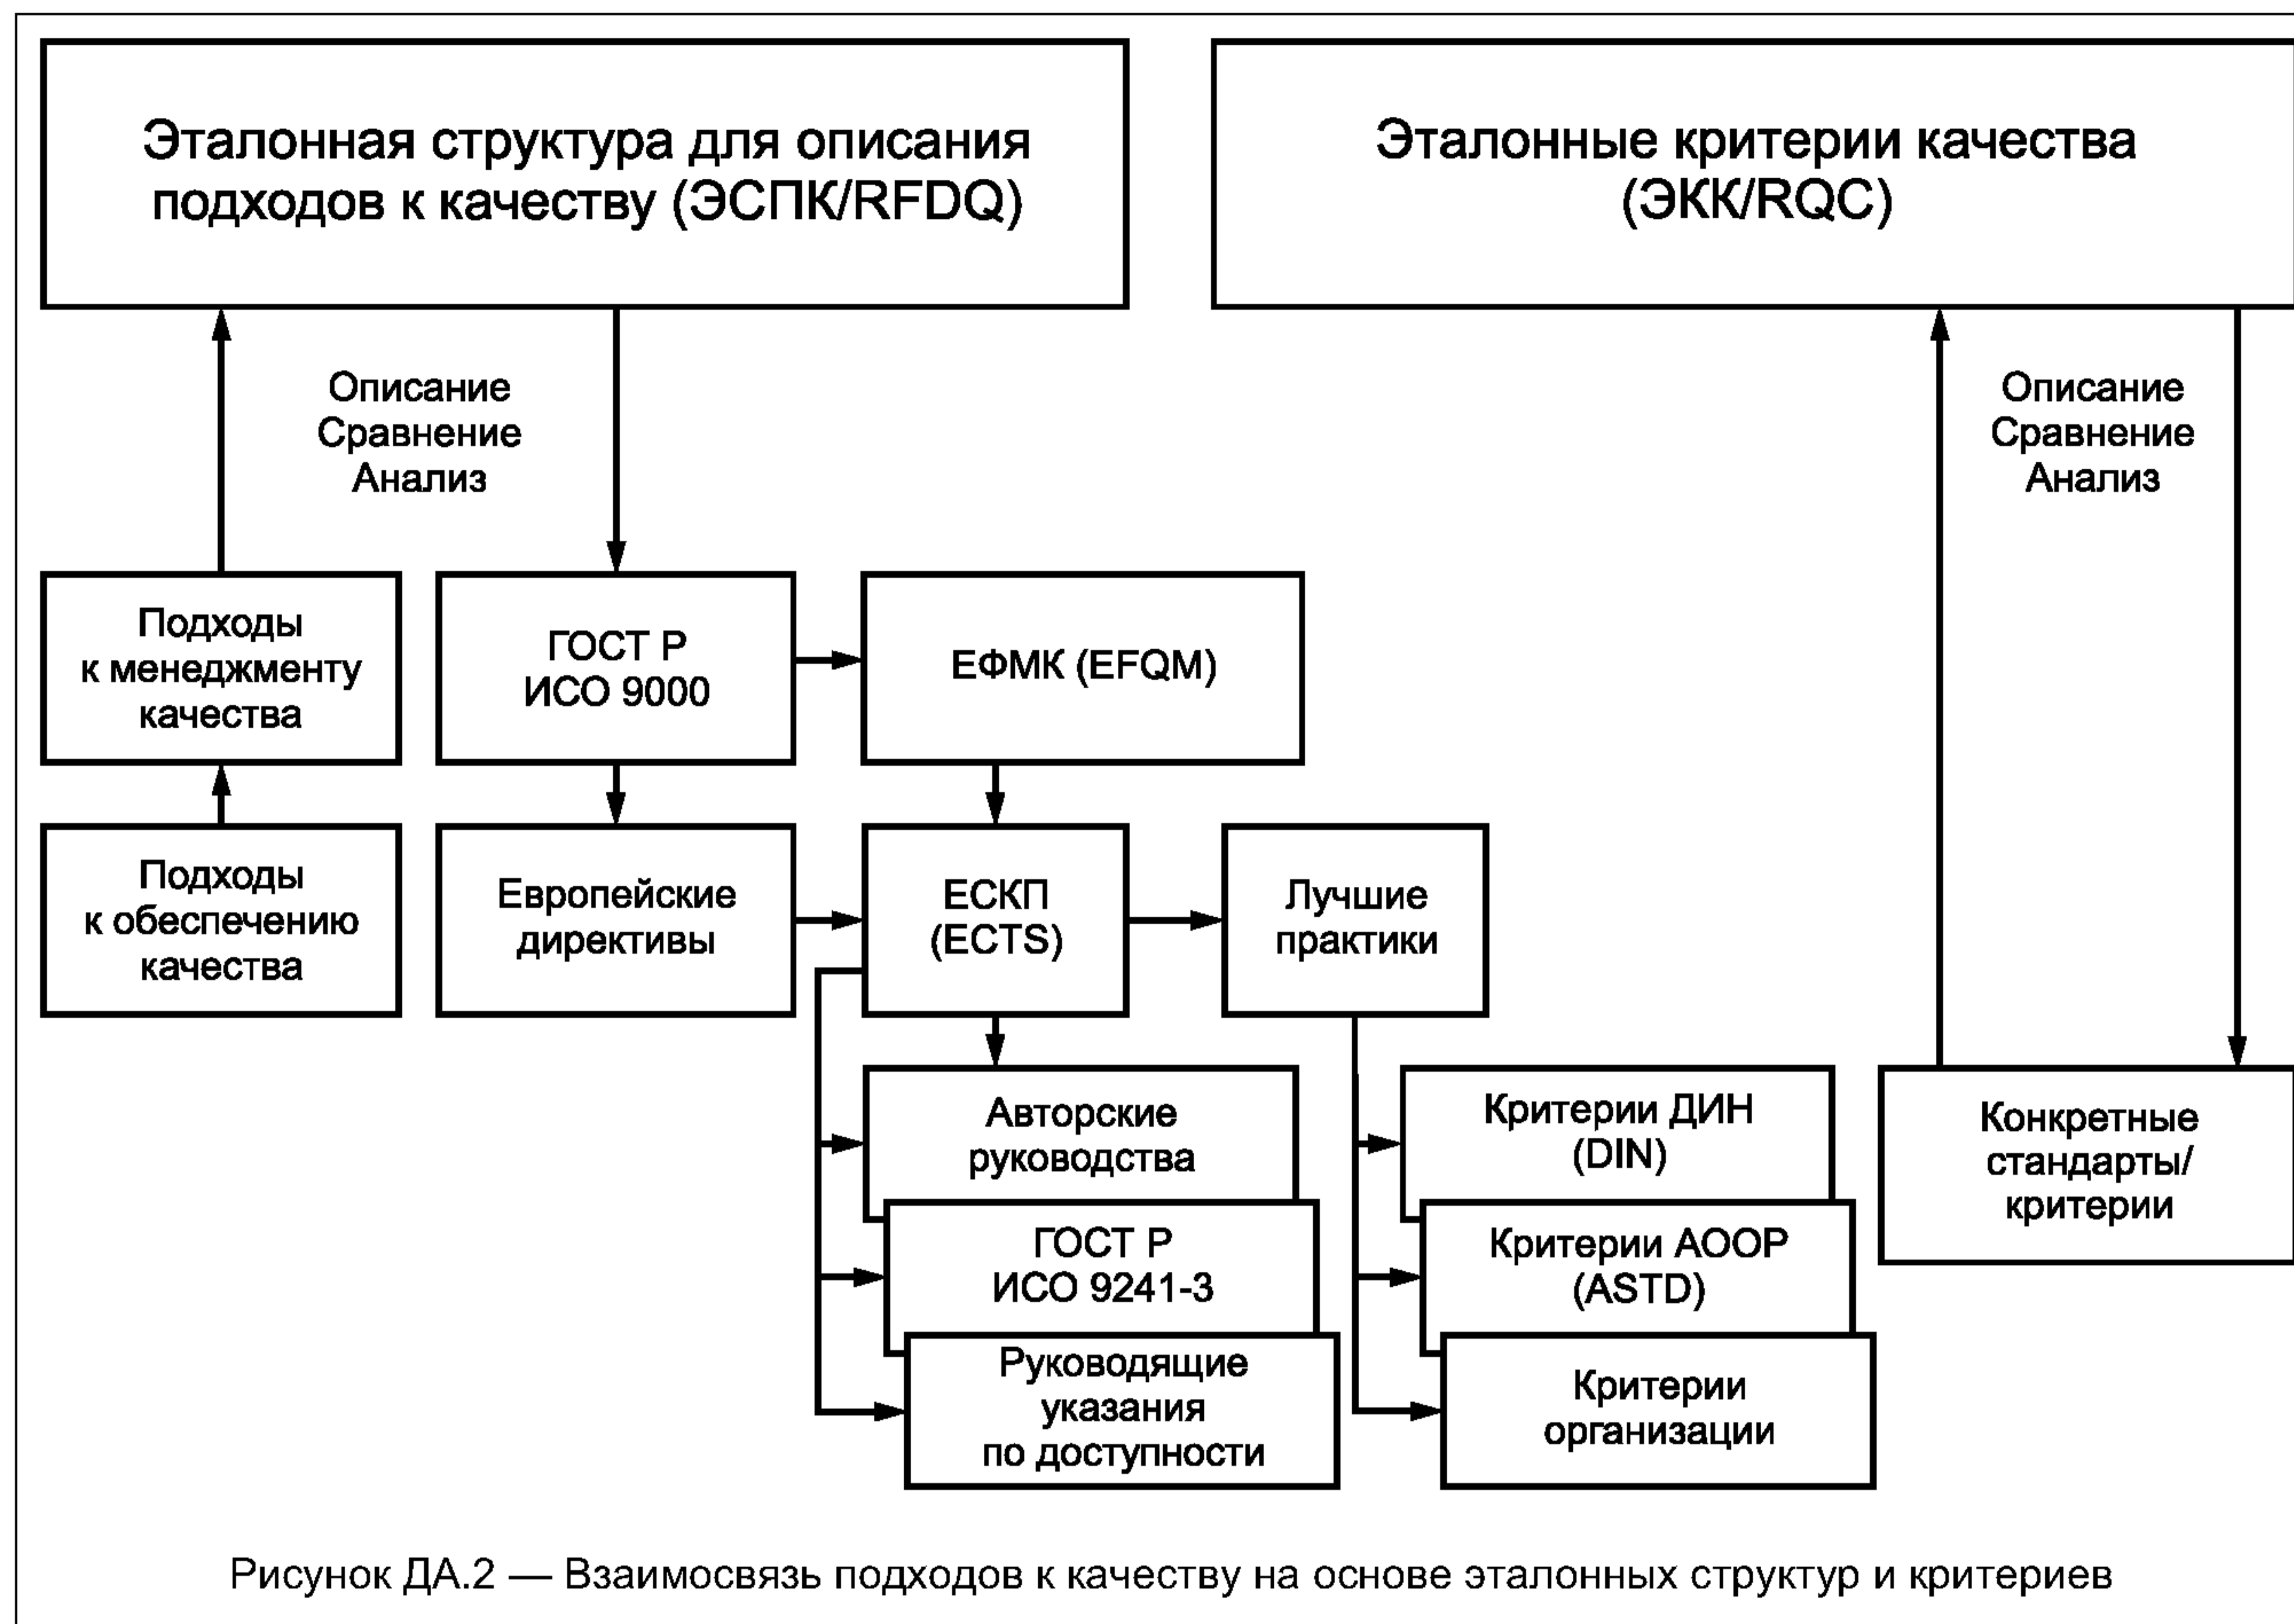 Эталонная структура для описания
подходов к качеству (ЭСПК/RFDQ)
Эталонные критерии качества
(ЭКК/RQC)
Описание
Сравнение
Анализ
Описание
Сравнение
Анализ
Подходы
к менеджменту
качества
ГОСТ Р
ИСО 9000
ЕФМК (EFQM)
Подходы
к обеспечению
качества
Европейские
директивы
ЕСКП
(ECTS)
Лучшие
практики
Авторские
руководства
ГОСТ Р
ИСО 9241-3
Руководящие
указания
по доступности
Критерии ДИН
(DIN)
Критерии АООР
(ASTD)
Критерии
организации
Конкретные
стандарты/
критерии
Рисунок ДА.2 — Взаимосвязь подходов к качеству на основе эталонных структур и критериев